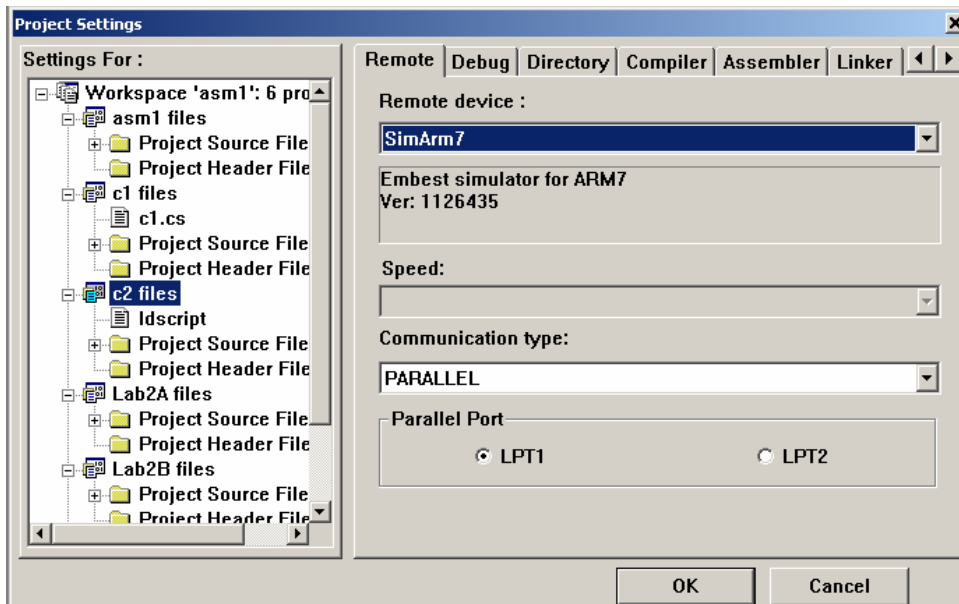 Project Settings
Settings For :
Workspace 'asm1': 6 pro
asm1 files
Project Source File
Project Header File
c1 files
c1.cs
Project Source File
Project Header File
c2 files
ldscript
Project Source File
Project Header File
Lab2A files
Project Source File
Project Header File
Lab2B files
Project Source File
Project Header File
Remote Debug Directory Compiler Assembler Linker
Remote device :
SimArm7
Embest simulator for ARM7
Ver: 1126435
Speed:
Communication type:
PARALLEL
Parallel Port
LPT1 LPT2
OK Cancel